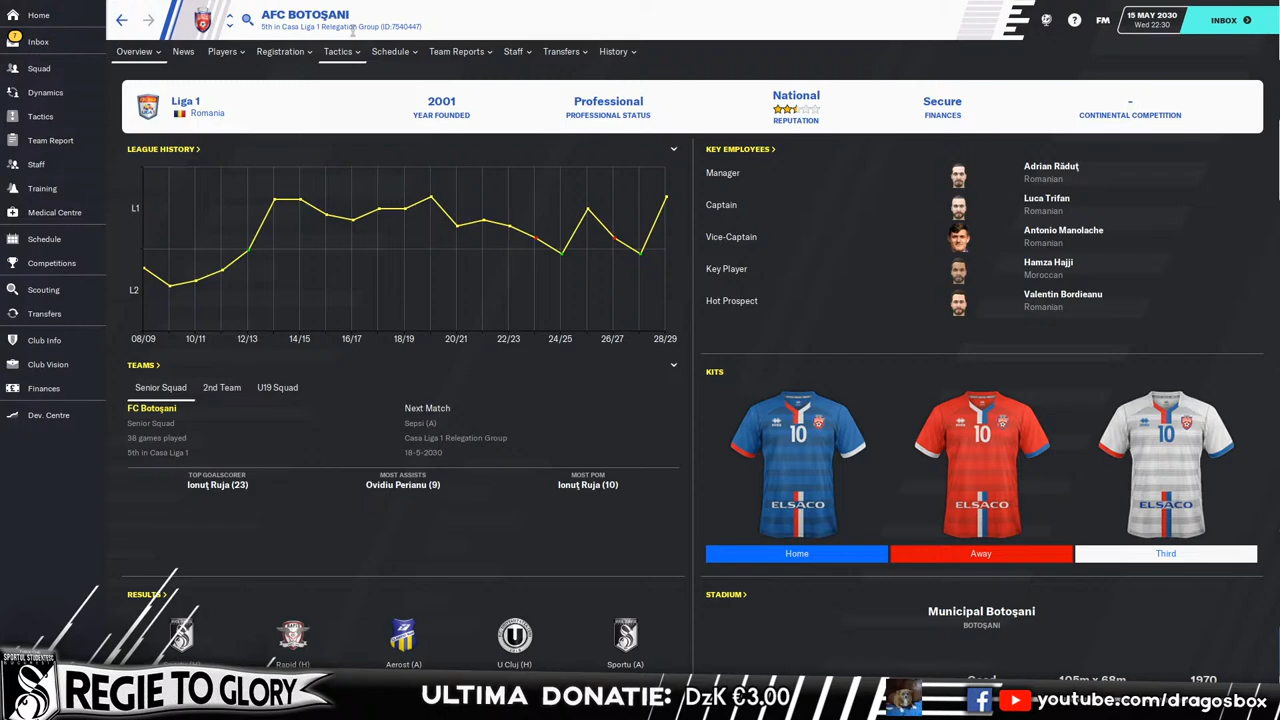 Home
AFC BOTOŞANI
5th in Casa Liga 1 Relegation Group (ID:7540447)
FM
15 MAY 2030
Wed 22:30
INBOX
7
Inbox
Squad
Dynamics
Tactics
Team Report
Staff
Training
Medical Centre
Schedule
Competitions
Scouting
Transfers
Club Info
Club Vision
Finances
Dev. Centre
Overview
News
Players
Registration
Tactics
Schedule
Team Reports
Staff
Transfers
History
Liga 1
Romania
2001
YEAR FOUNDED
Professional
PROFESSIONAL STATUS
National
REPUTATION
Secure
FINANCES
-
CONTINENTAL COMPETITION
LEAGUE HISTORY
L1
L2
08/09 10/11 12/13 14/15 16/17 18/19 20/21 22/23 24/25 26/27 28/29
KEY EMPLOYEES
Manager
Adrian Răduţ
Romanian
Captain
Luca Trifan
Romanian
Vice-Captain
Antonio Manolache
Romanian
Key Player
Hamza Hajji
Moroccan
Hot Prospect
Valentin Bordieanu
Romanian
TEAMS
Senior Squad
2nd Team
U19 Squad
FC Botoşani
Senior Squad
38 games played
5th in Casa Liga 1
Next Match
Sepsi (A)
Casa Liga 1 Relegation Group
18-5-2030
TOP GOALSCORER
Ionuţ Ruja (23)
MOST ASSISTS
Ovidiu Perianu (9)
MOST POM
Ionuţ Ruja (10)
KITS
10
ELSACO
10
ELSACO
10
ELSACO
Home
Away
Third
RESULTS
Rapid (H)
Aerost (A)
U Cluj (H)
Sportu (A)
STADIUM
Municipal Botoşani
BOTOŞANI
Good
105m x 68m
1970
SPORTUL STUDENTESC
REGIE TO GLORY
ULTIMA DONATIE: DzK €3.00
youtube.com/dragosbox